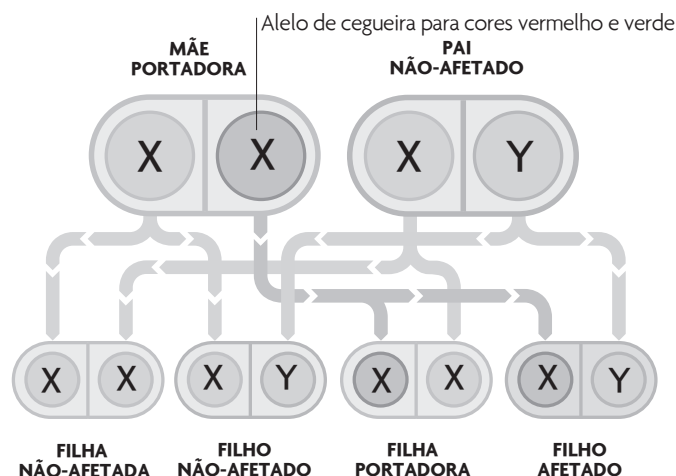 Alelo de cegueira para cores vermelho e verde
MÃE
PORTADORA
PAI
NÃO-AFETADO
X X X Y
X X X Y X X X Y
FILHA
NÃO-AFETADA
FILHO
NÃO-AFETADO
FILHA
PORTADORA
FILHO
AFETADO